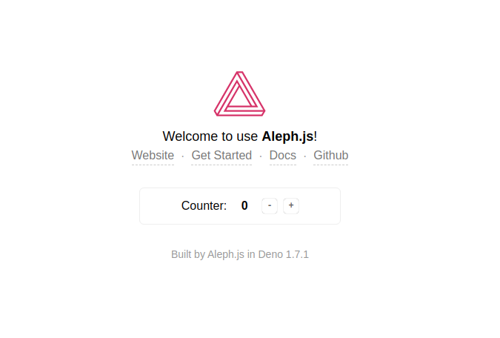 Welcome to use Aleph.js!
Website · Get Started · Docs · Github
Counter: 0 - +
Built by Aleph.js in Deno 1.7.1